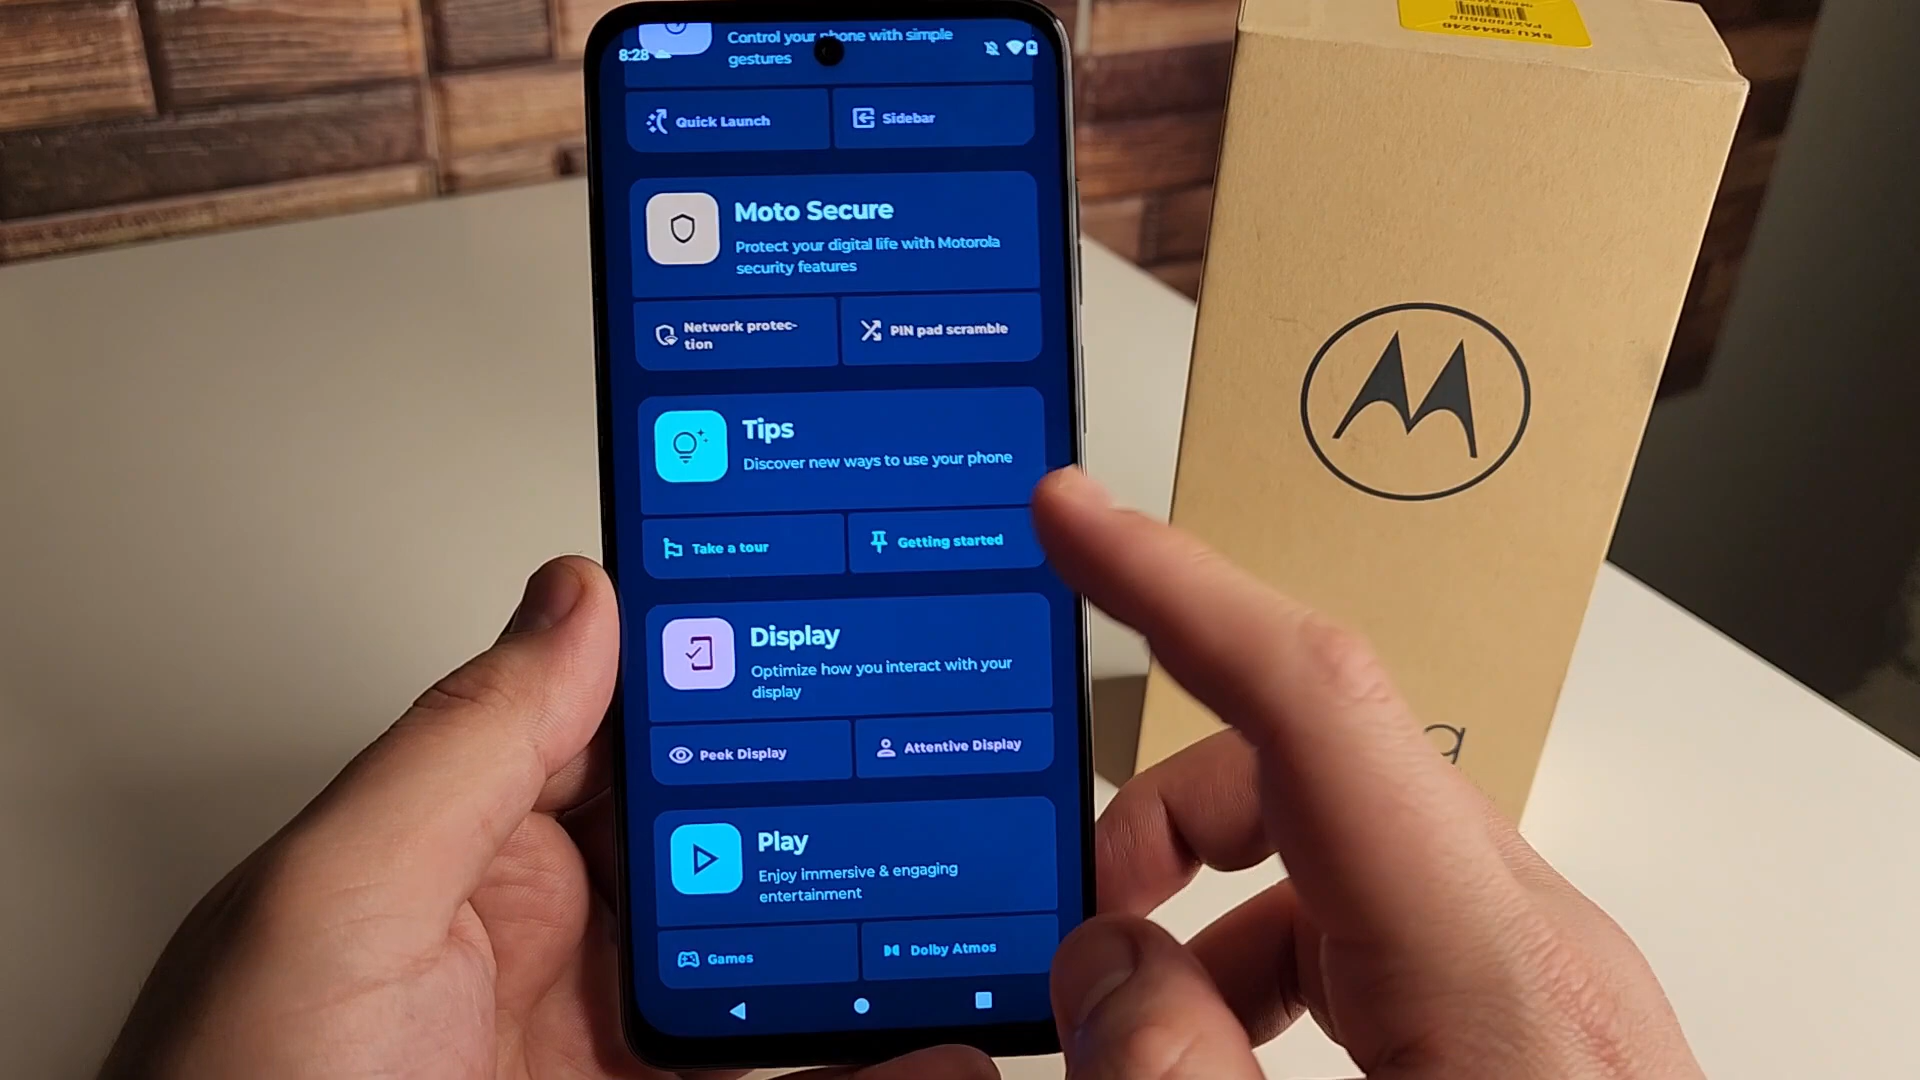 Control your phone with simple
gestures
8:28
Quick Launch
Sidebar
Moto Secure
Protect your digital life with Motorola
security features
Network protec-
tion
PIN pad scramble
Tips
Discover new ways to use your phone
Take a tour
Getting started
Display
Optimize how you interact with your
display
Peek Display
Attentive Display
Play
Enjoy immersive & engaging
entertainment
Games
Dolby Atmos
SKU:6644246
g